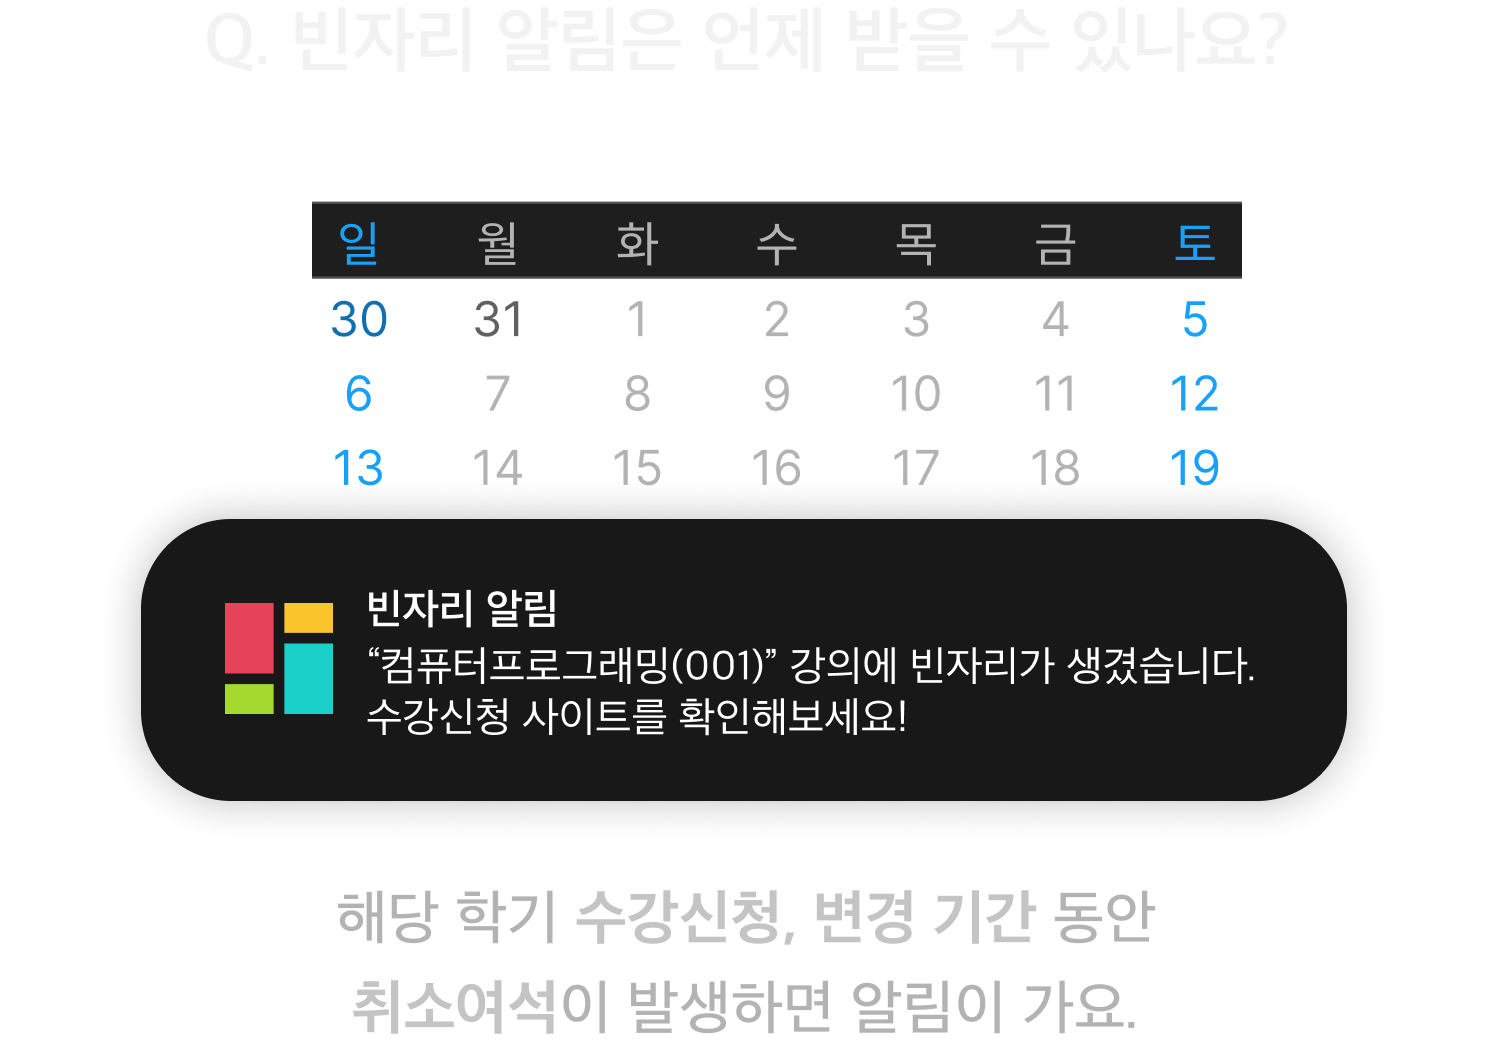 Q. 빈자리 알림은 언제 받을 수 있나요?
일 월 화 수 목 금 토
30 31 1 2 3 4 5
6 7 8 9 10 11 12
13 14 15 16 17 18 19
빈자리 알림
“컴퓨터프로그래밍(001)” 강의에 빈자리가 생겼습니다.
수강신청 사이트를 확인해보세요!
해당 학기 수강신청, 변경 기간 동안
취소여석이 발생하면 알림이 가요.